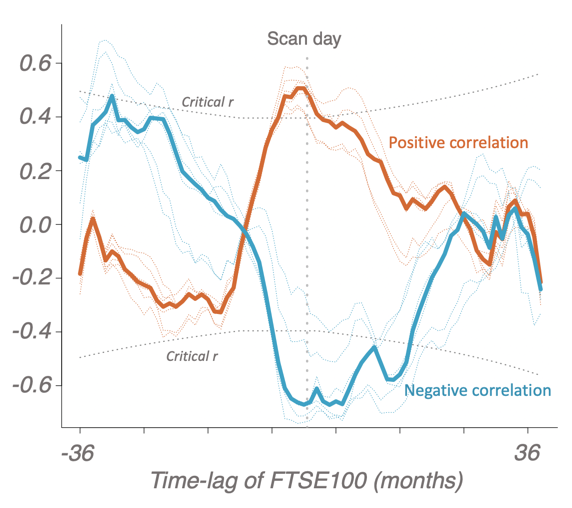 Scan day
0.6
Critical r
0.4
Positive correlation
0.2
0.0
-0.2
-0.4
Critical r
-0.6
Negative correlation
-36
36
Time-lag of FTSE100 (months)